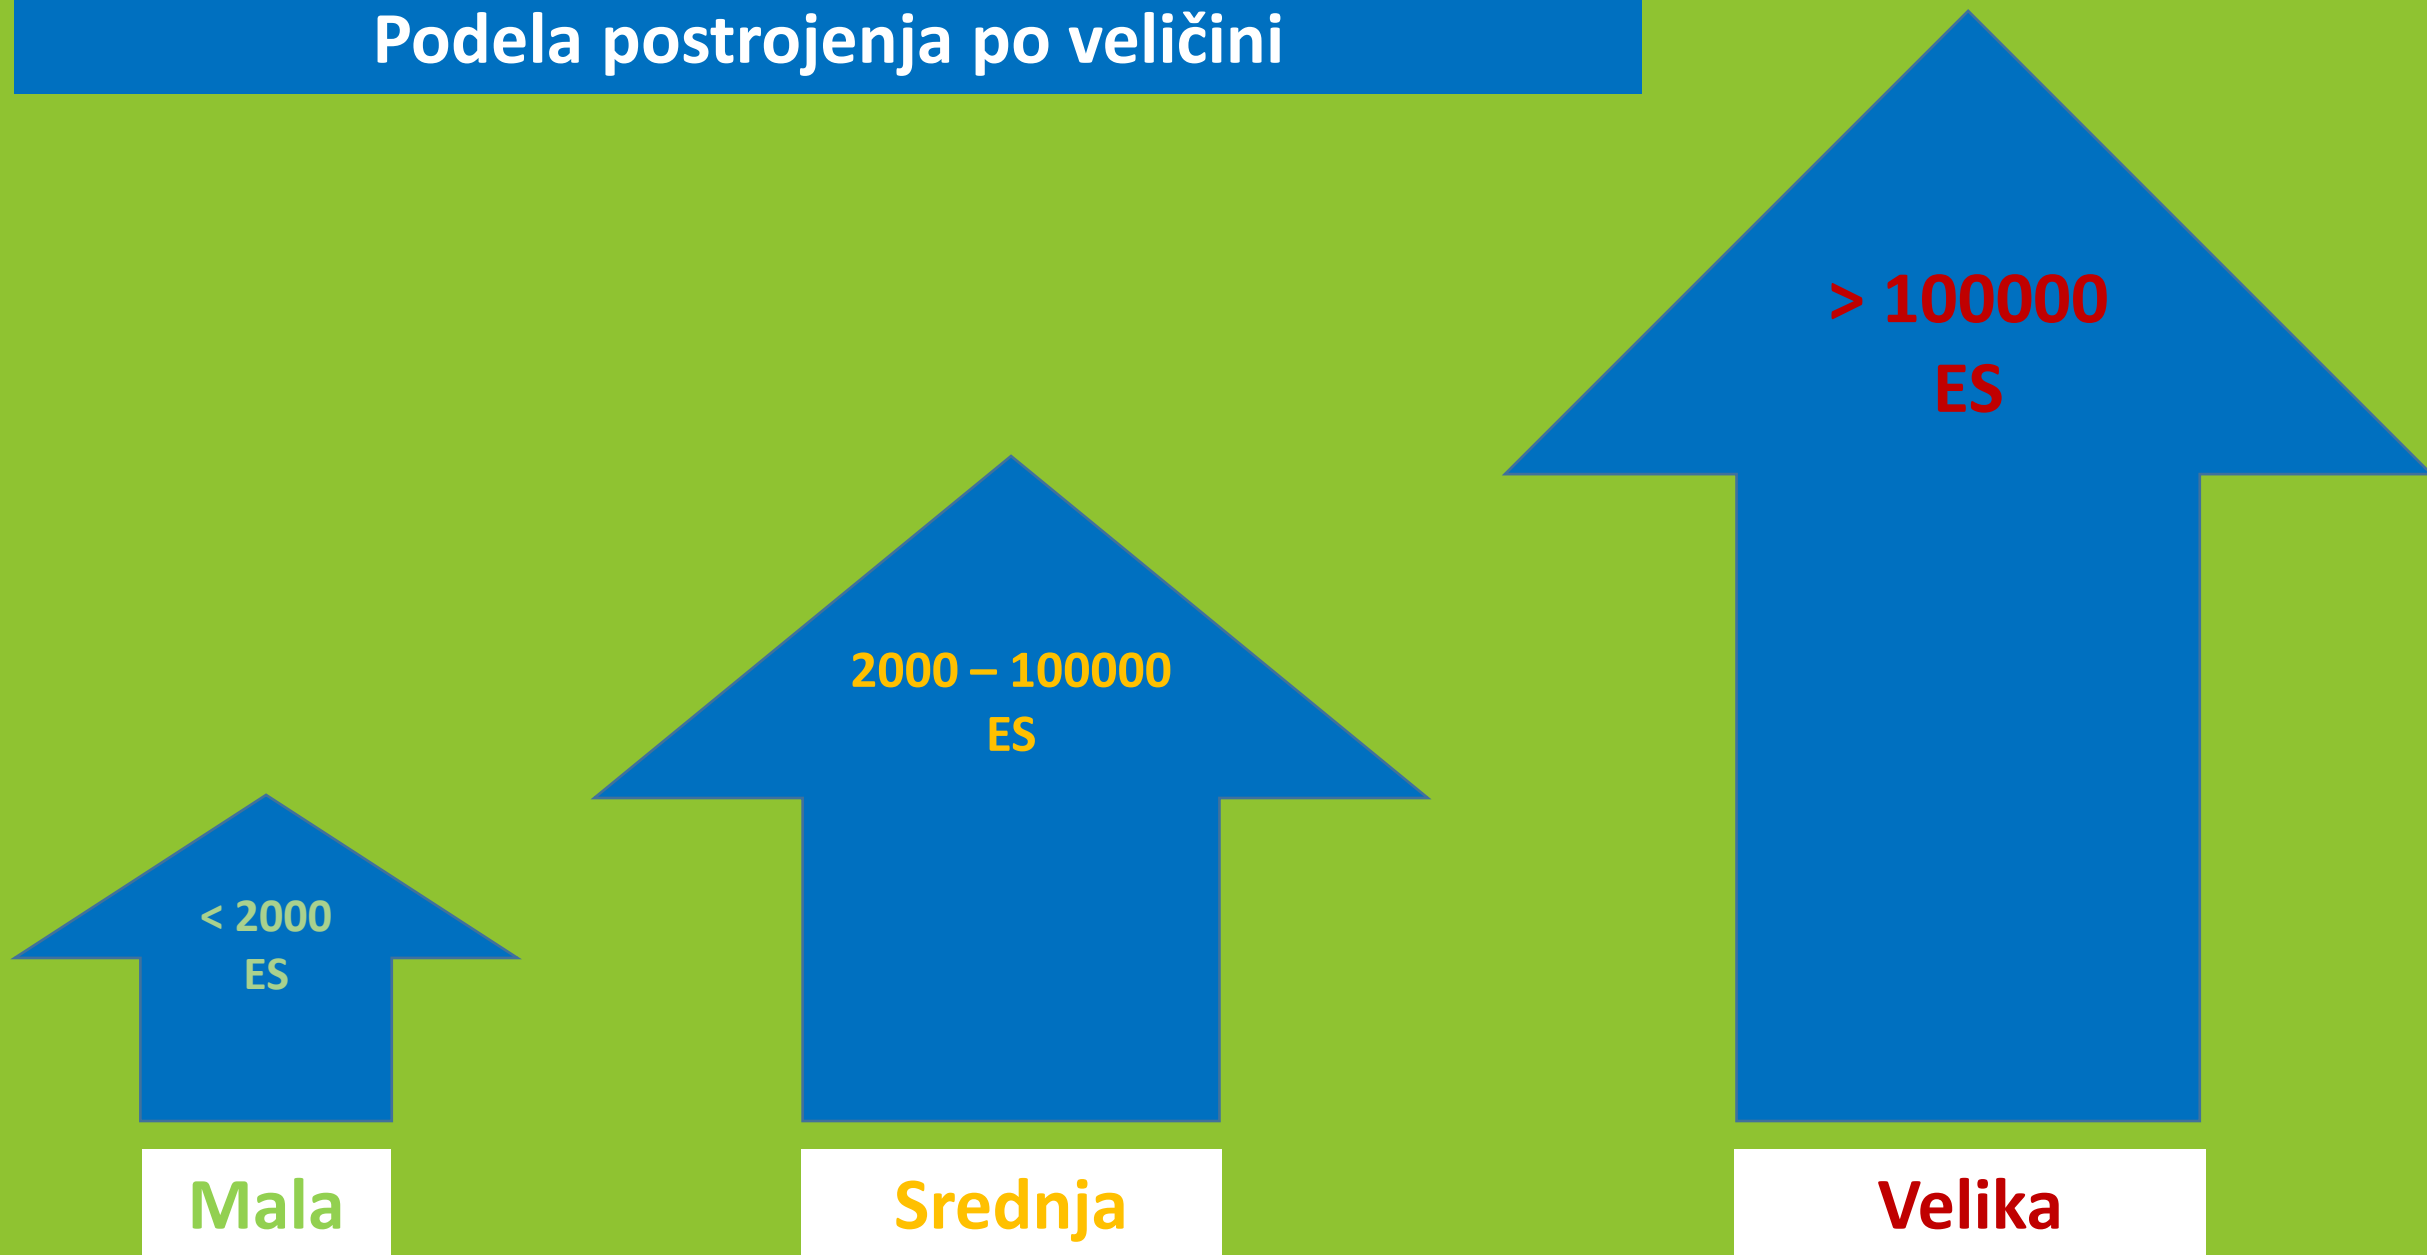 Podela postrojenja po veličini
< 2000
ES
2000 – 100000
ES
> 100000
ES
Mala
Srednja
Velika